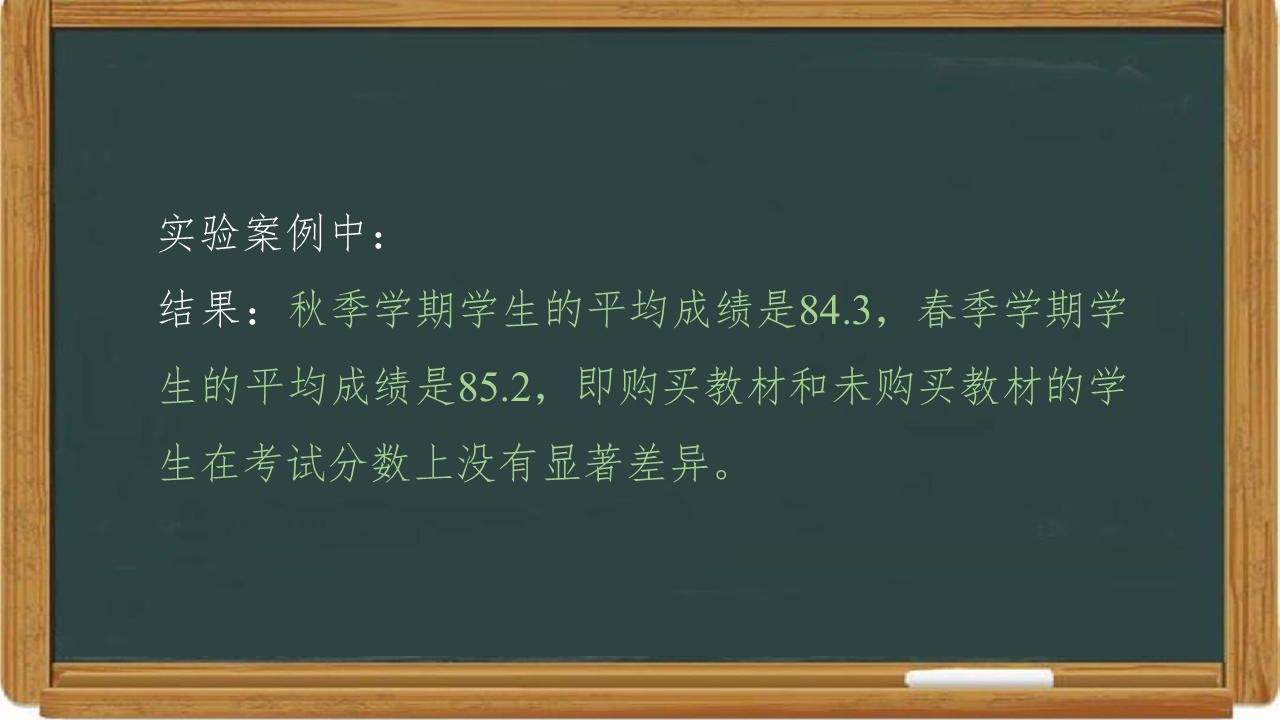 实验案例中：
结果：秋季学期学生的平均成绩是84.3，春季学期学
生的平均成绩是85.2，即购买教材和未购买教材的学
生在考试分数上没有显著差异。